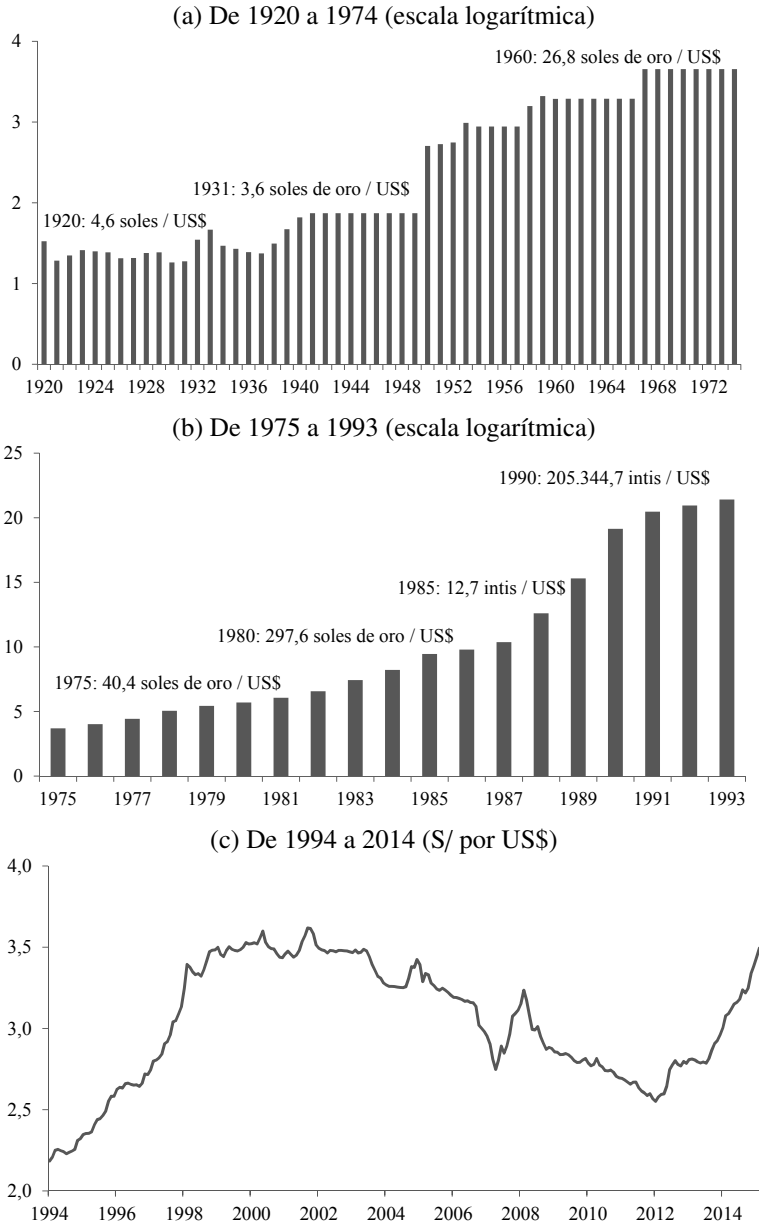 (a) De 1920 a 1974 (escala logarítmica)
4
1960: 26,8 soles de oro / US$
3
1931: 3,6 soles de oro / US$
2
1920: 4,6 soles / US$
1
0
1920 1924 1928 1932 1936 1940 1944 1948 1952 1956 1960 1964 1968 1972
(b) De 1975 a 1993 (escala logarítmica)
25
1990: 205.344,7 intis / US$
20
15
1985: 12,7 intis / US$
1980: 297,6 soles de oro / US$
10
1975: 40,4 soles de oro / US$
5
0
1975 1977 1979 1981 1983 1985 1987 1989 1991 1993
(c) De 1994 a 2014 (S/ por US$)
4,0
3,5
3,0
2,5
2,0
1994 1996 1998 2000 2002 2004 2006 2008 2010 2012 2014